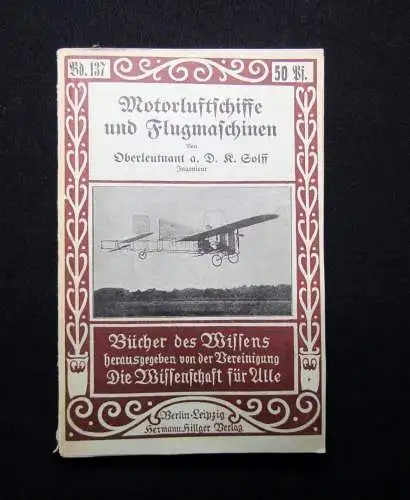 Bd. 137
50 Pf.
Motorluftschiffe
und Flugmaschinen
Von
Oberleutnant a. D. K. Solff
Ingenieur
Bücher des Wissens
herausgegeben von der Vereinigung
Die Wissenschaft für Alle
Berlin-Leipzig
Hermann Hillger Verlag